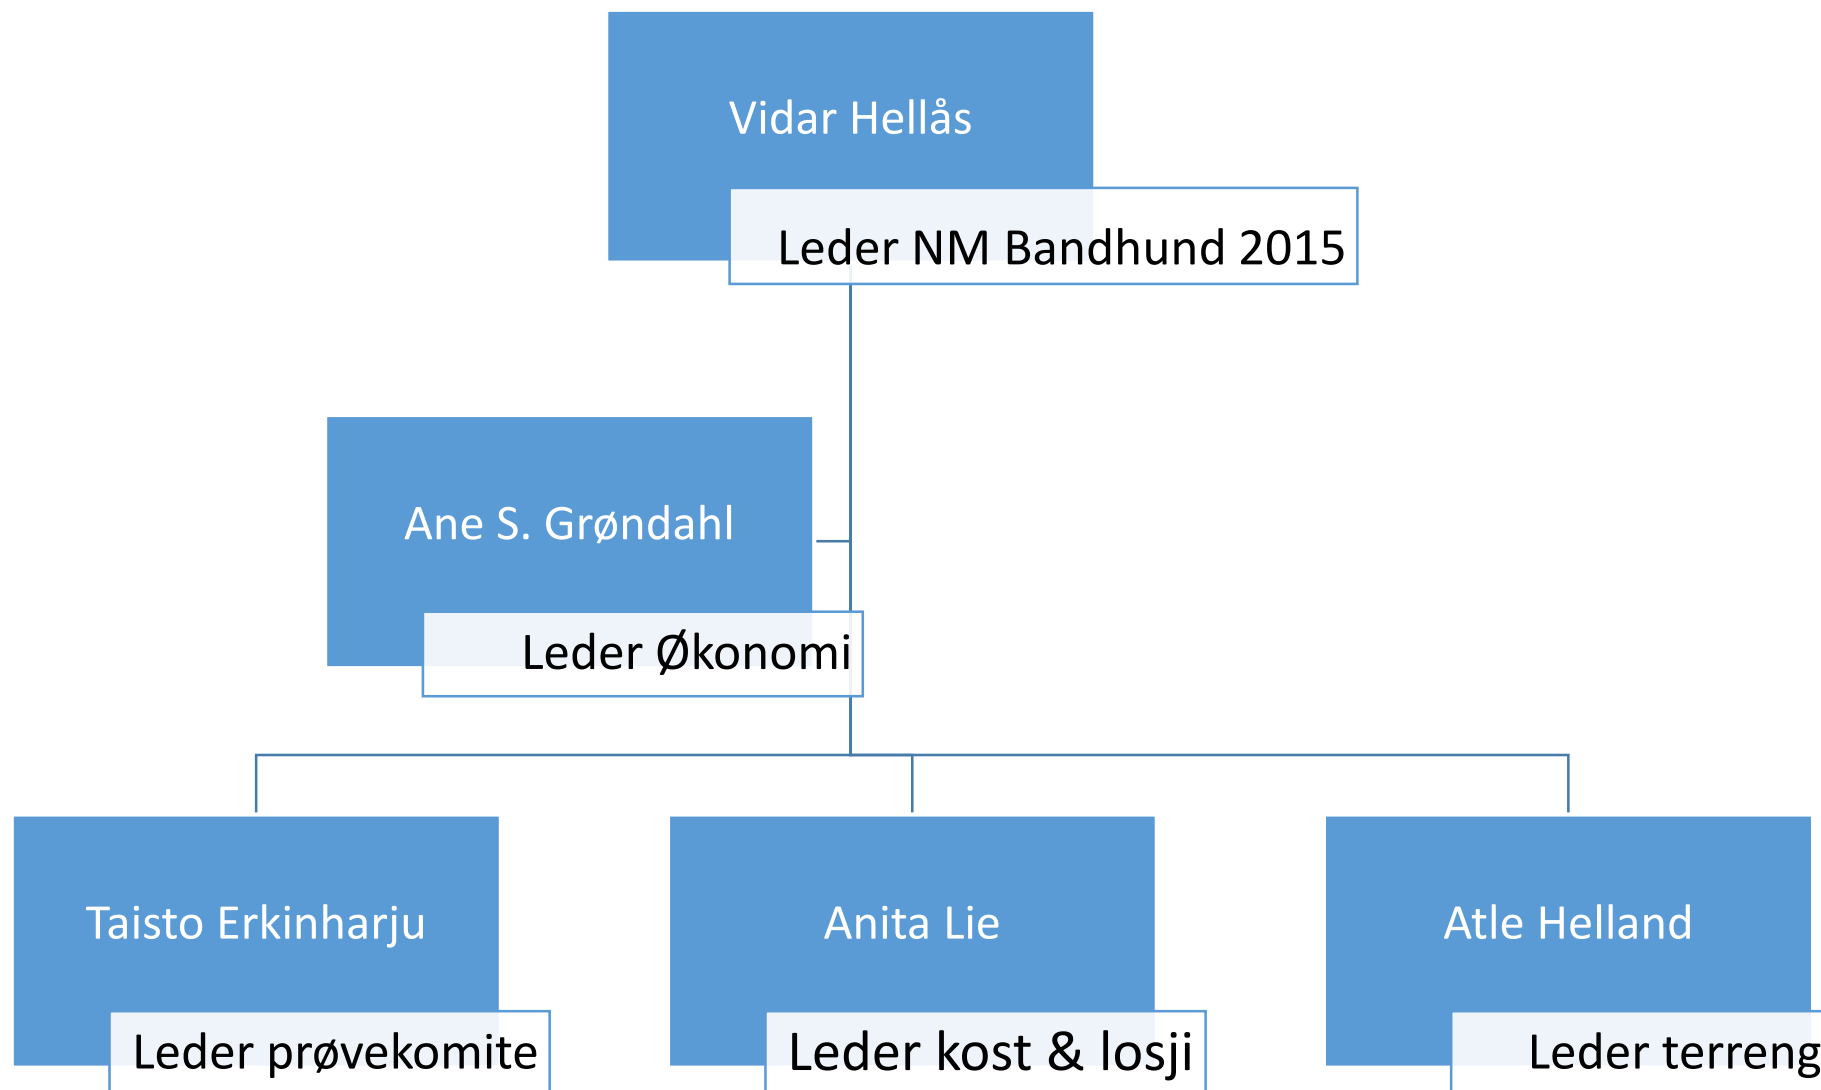 Vidar Hellås
Leder NM Bandhund 2015
Ane S. Grøndahl
Leder Økonomi
Taisto Erkinharju
Leder prøvekomite
Anita Lie
Leder kost & losji
Atle Helland
Leder terreng